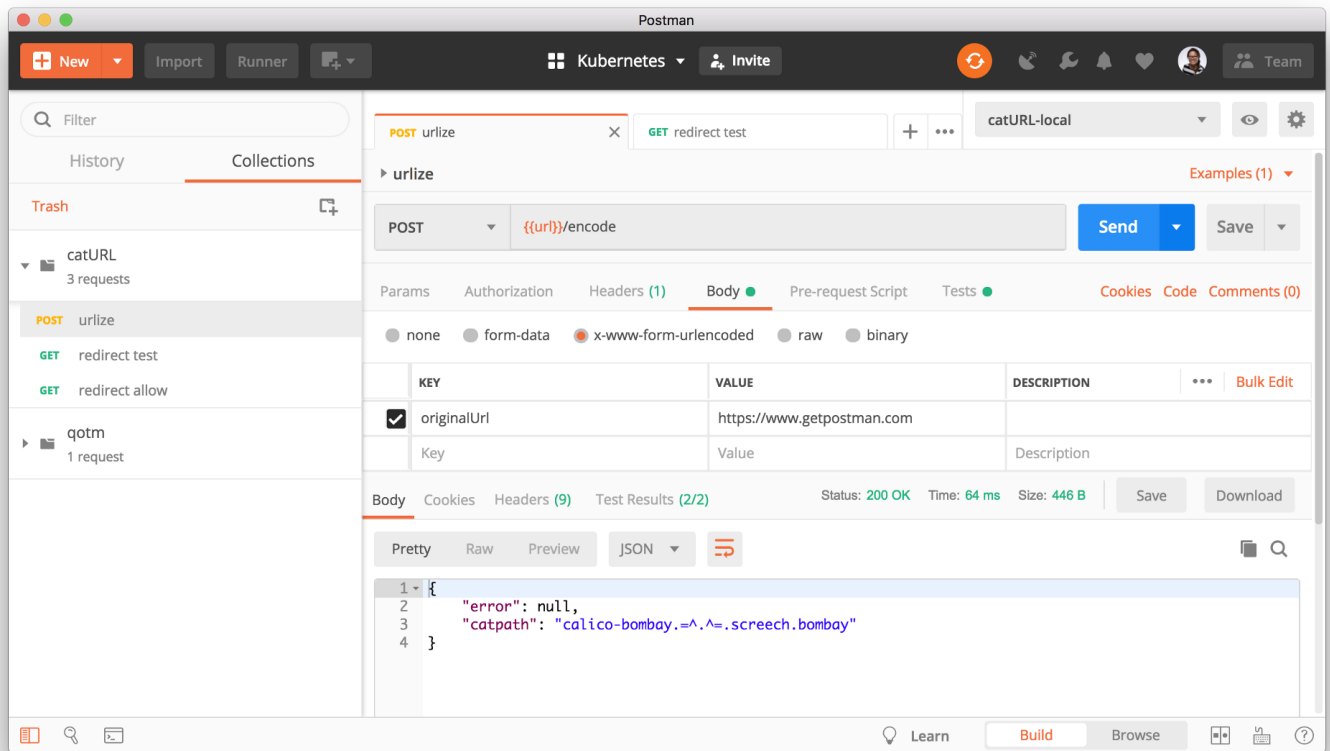 Postman
New
Import
Runner
Kubernetes
Invite
Team
Filter
History
Collections
Trash
catURL
3 requests
POST urlize
GET redirect test
GET redirect allow
qotm
1 request
POST urlize
GET redirect test
catURL-local
urlize
Examples (1)
POST
{{url}}/encode
Send
Save
Params
Authorization
Headers (1)
Body
Pre-request Script
Tests
Cookies
Code
Comments (0)
none
form-data
x-www-form-urlencoded
raw
binary
KEY
VALUE
DESCRIPTION
Bulk Edit
originalUrl
https://www.getpostman.com
Key
Value
Description
Body
Cookies
Headers (9)
Test Results (2/2)
Status: 200 OK
Time: 64 ms
Size: 446 B
Save
Download
Pretty
Raw
Preview
JSON
1 {
2 "error": null,
3 "catpath": "calico-bombay.=^.^=.screech.bombay"
4 }
Learn
Build
Browse